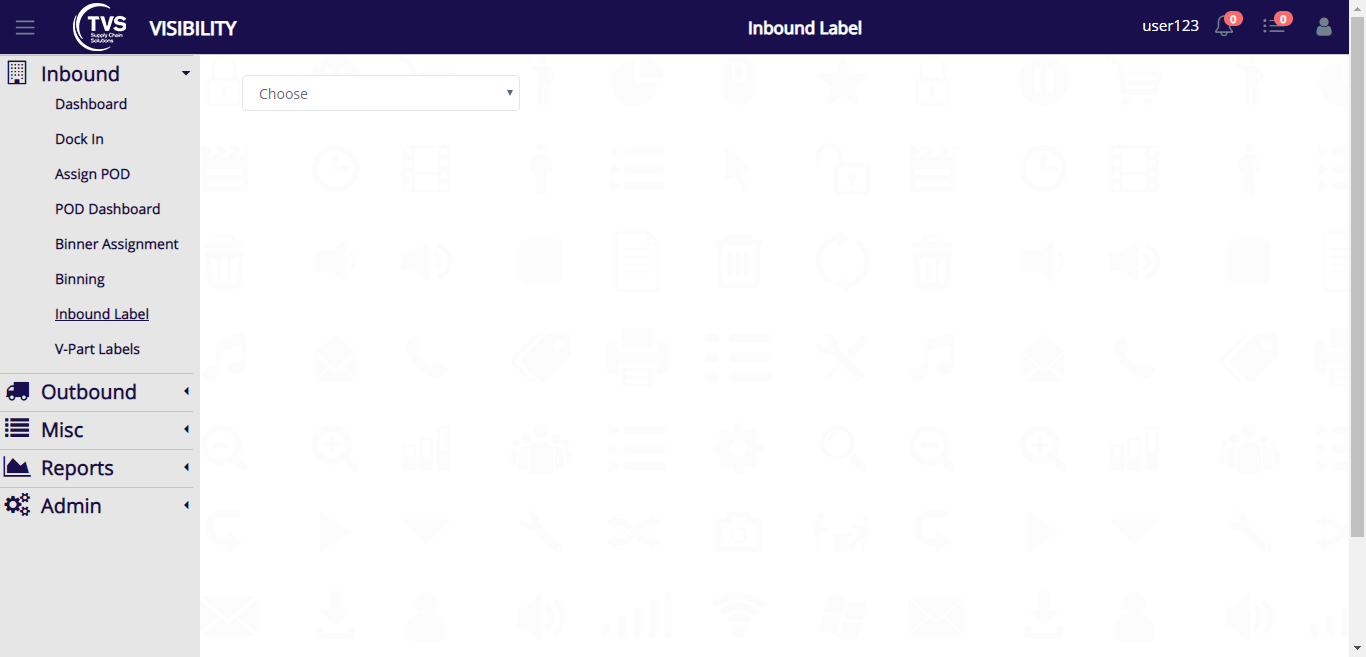 TVS
Supply Chain
Solutions
VISIBILITY
Inbound Label
user123
0
0
Inbound
Dashboard
Dock In
Assign POD
POD Dashboard
Binner Assignment
Binning
Inbound Label
V-Part Labels
Outbound
Misc
Reports
Admin
Choose